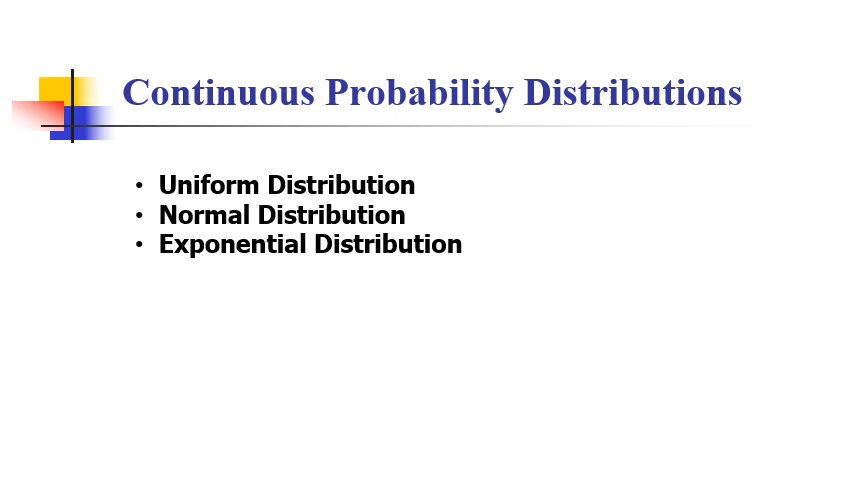 Continuous Probability Distributions
• Uniform Distribution
• Normal Distribution
• Exponential Distribution